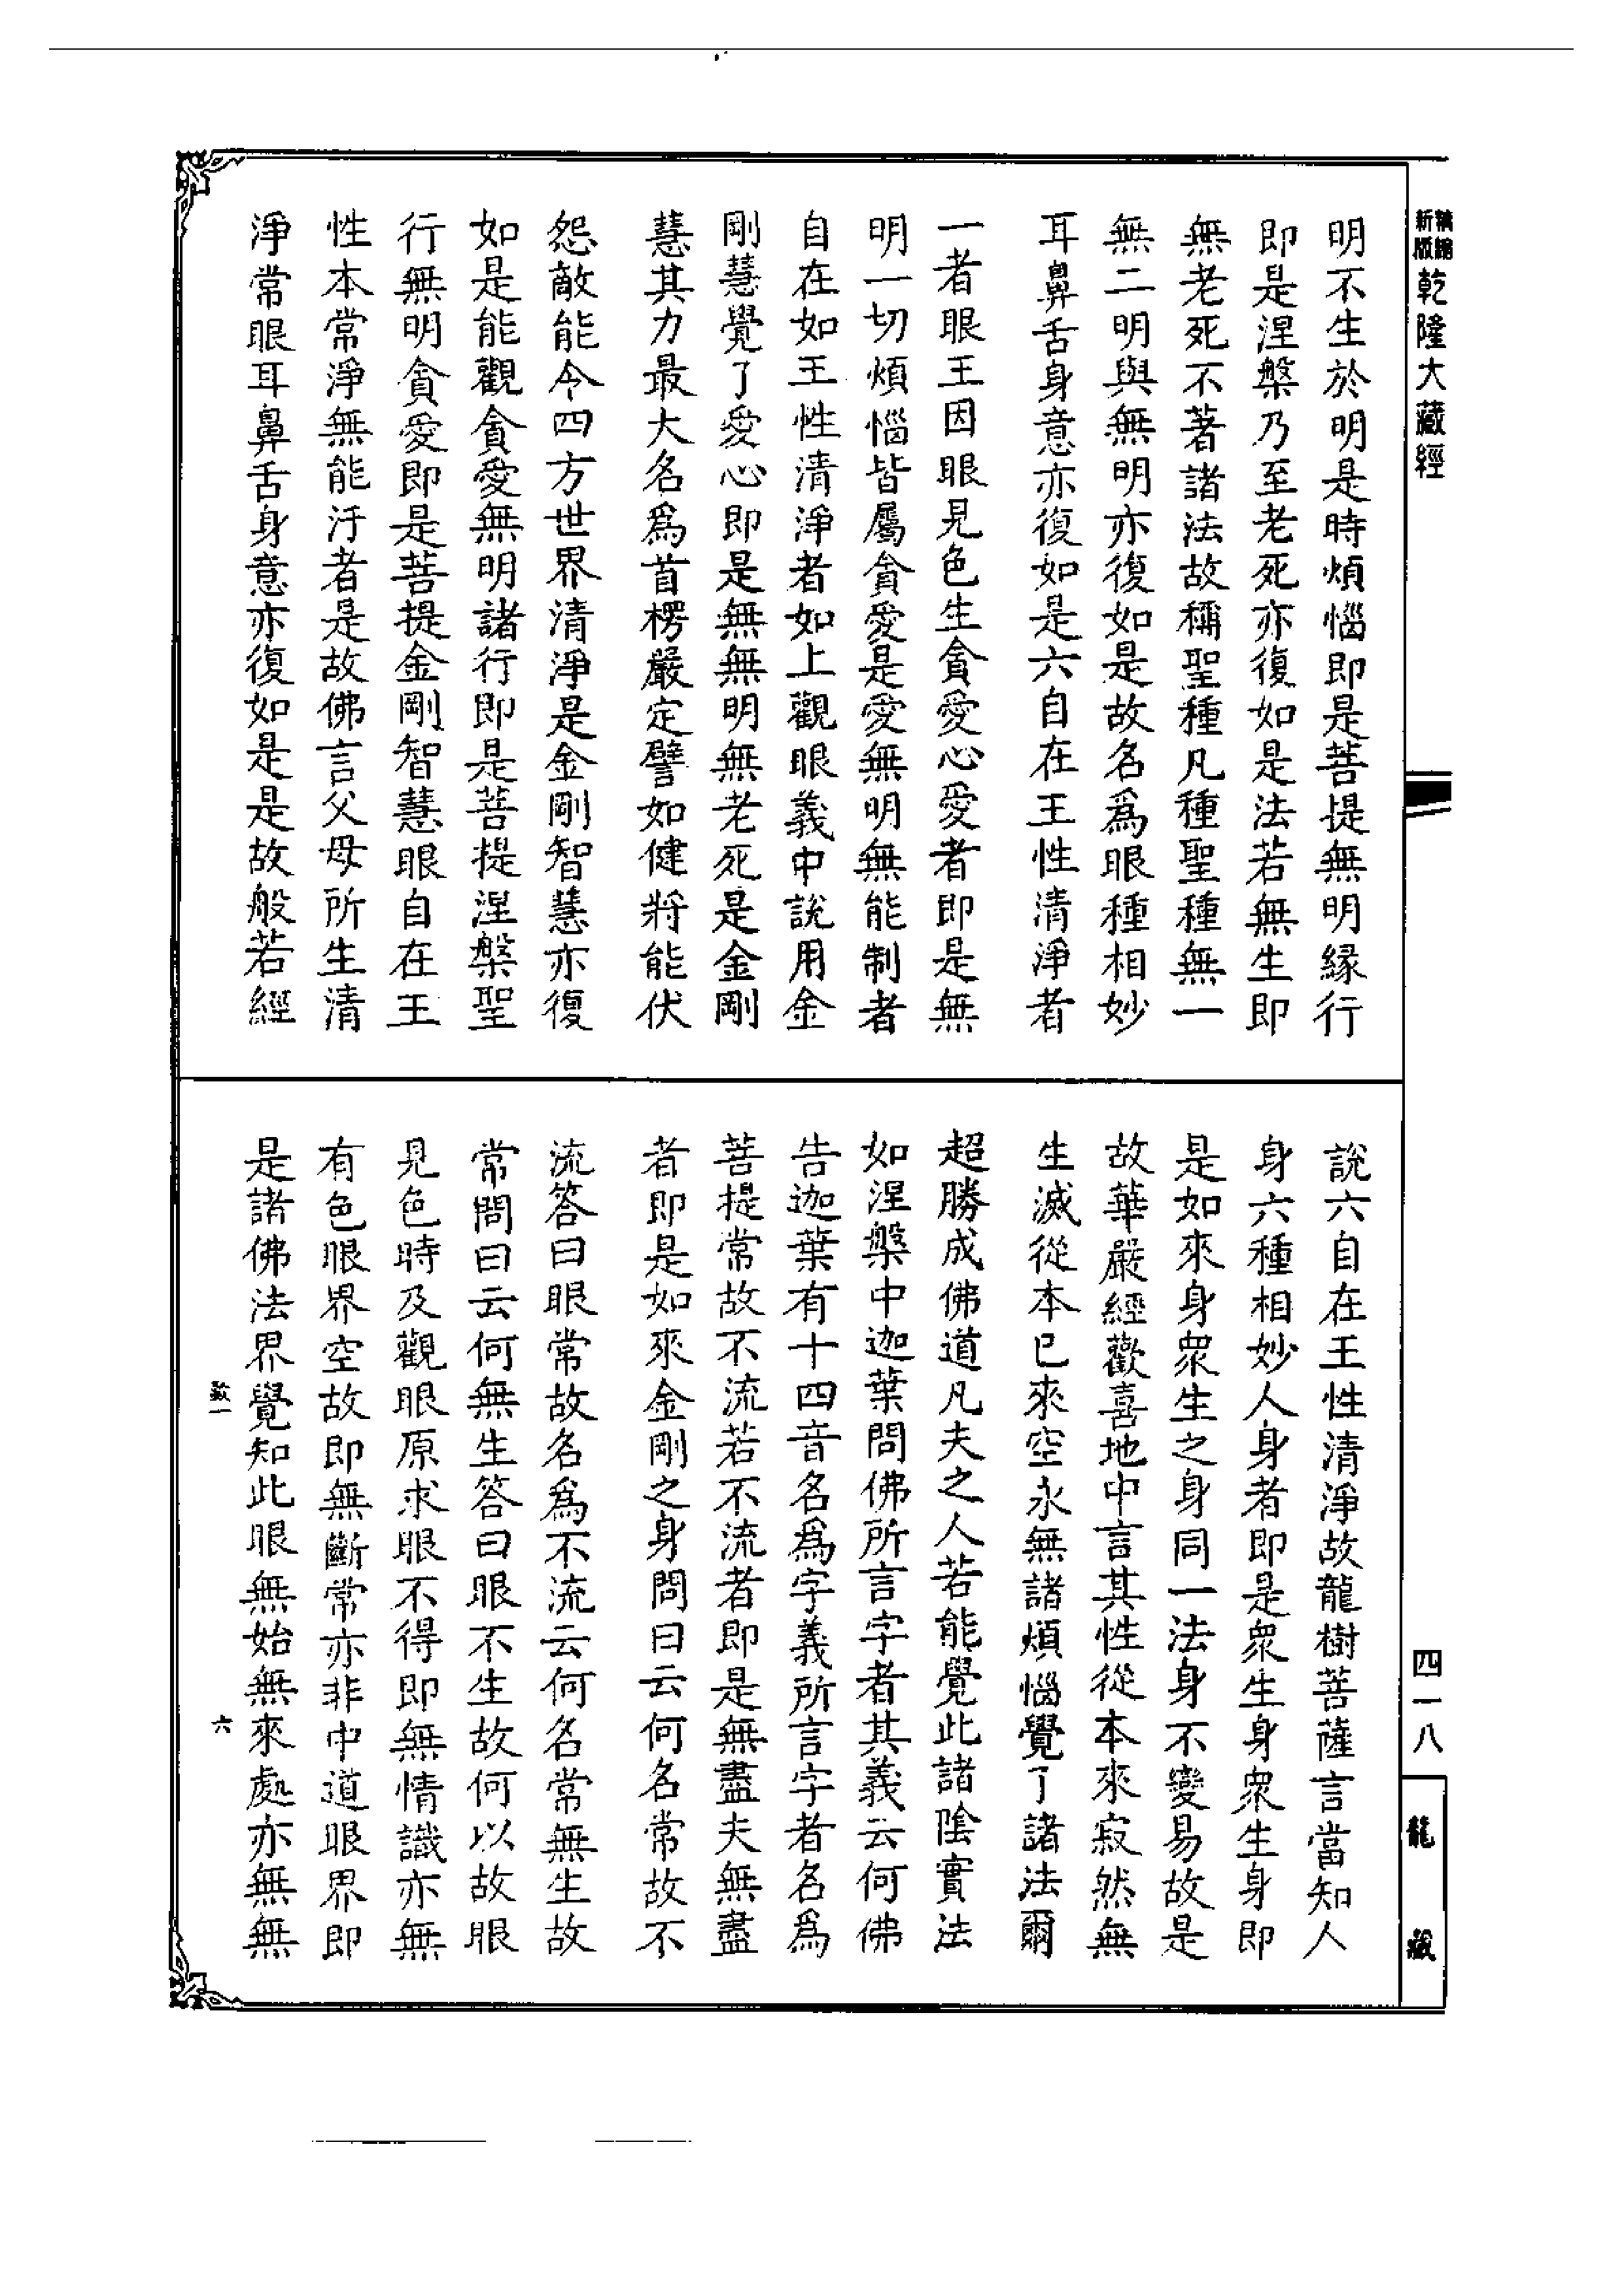 精縮
新版
乾隆大藏經
四一八
龍藏
明不生於明是時煩惱即是菩提無明緣行
即是涅槃乃至老死亦復如是法若無生即
無老死不著諸法故稱聖種凡種聖種無一
無二明與無明亦復如是故名為眼種相妙
耳鼻舌身意亦復如是六自在王性清淨者
一者眼王因眼見色生貪愛心愛者即是無
明一切煩惱皆屬貪愛是愛無明無能制者
自在如王性清淨者如上觀眼義中說用金
剛慧覺了愛心即是無無明無老死是金剛
慧其力最大名為首楞嚴定譬如健將能伏
怨敵能令四方世界清淨是金剛智慧亦復
如是能觀貪愛無明諸行即是菩提涅槃聖
行無明貪愛即是菩提金剛智慧眼自在王
性本常淨無能汙者是故佛言父母所生清
淨常眼耳鼻舌身意亦復如是是故般若經
說六自在王性清淨故龍樹菩薩言當知人
身六種相妙人身者即是眾生身眾生身即
是如來身眾生之身同一法身不變易故是
故華嚴經歡喜地中言其性從本來寂然無
生滅從本已來空永無諸煩惱覺了諸法爾
超勝成佛道凡夫之人若能覺此諸陰實法
如涅槃中迦葉問佛所言字者其義云何佛
告迦葉有十四音名為字義所言字者名為
菩提常故不流若不流者即是無盡夫無盡
者即是如來金剛之身問曰云何名常故不
流答曰眼常故名為不流云何名常無生故
常問曰云何無生答曰眼不生故何以故眼
見色時及觀眼原求眼不得即無情識亦無
有色眼界空故即無斷常亦非中道眼界即
是諸佛法界覺知此眼無始無來處亦無無
六